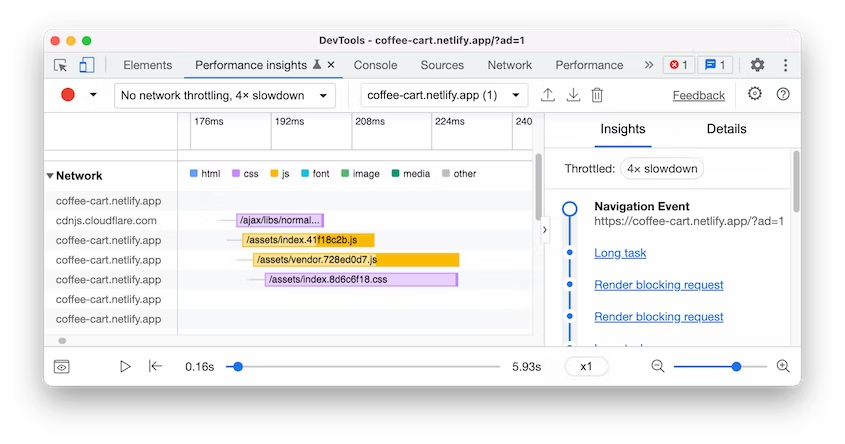 DevTools - coffee-cart.netlify.app/?ad=1
Elements Performance insights Console Sources Network Performance » 1 1
No network throttling, 4× slowdown coffee-cart.netlify.app (1) Feedback
176ms 192ms 208ms 224ms 240
Network html css js font image media other
coffee-cart.netlify.app
cdnjs.cloudflare.com /ajax/libs/normal...
coffee-cart.netlify.app /assets/index.41f18c2b.js
coffee-cart.netlify.app /assets/vendor.728ed0d7.js
coffee-cart.netlify.app /assets/index.8d6c6f18.css
coffee-cart.netlify.app
coffee-cart.netlify.app
Insights Details
Throttled: 4× slowdown
Navigation Event
https://coffee-cart.netlify.app/?ad=1
Long task
Render blocking request
Render blocking request
0.16s 5.93s x1